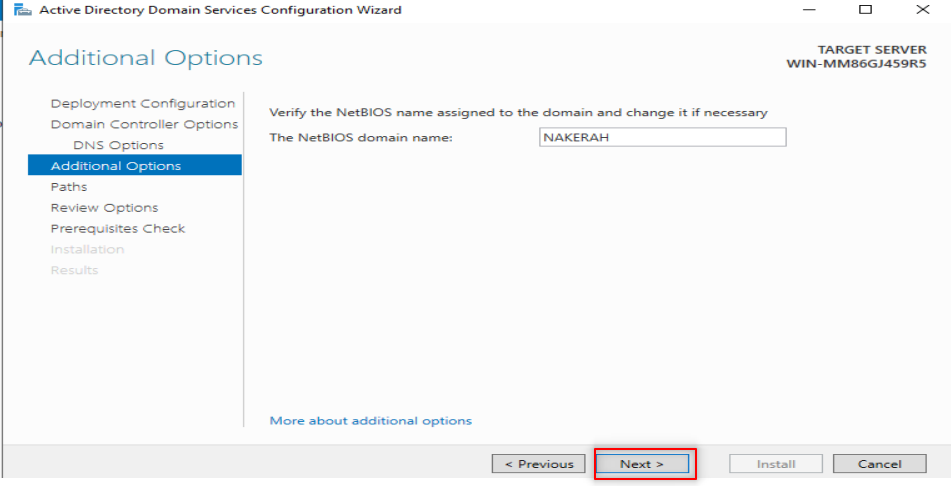 Active Directory Domain Services Configuration Wizard
Additional Options
TARGET SERVER
WIN-MM86GJ459R5
Deployment Configuration
Domain Controller Options
DNS Options
Additional Options
Paths
Review Options
Prerequisites Check
Installation
Results
Verify the NetBIOS name assigned to the domain and change it if necessary
The NetBIOS domain name: NAKERAH
More about additional options
< Previous Next > Install Cancel